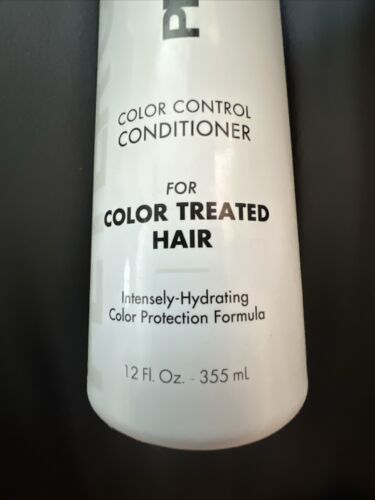 COLOR CONTROL
CONDITIONER
FOR
COLOR TREATED
HAIR
Intensely-Hydrating
Color Protection Formula
12 Fl. Oz. - 355 mL